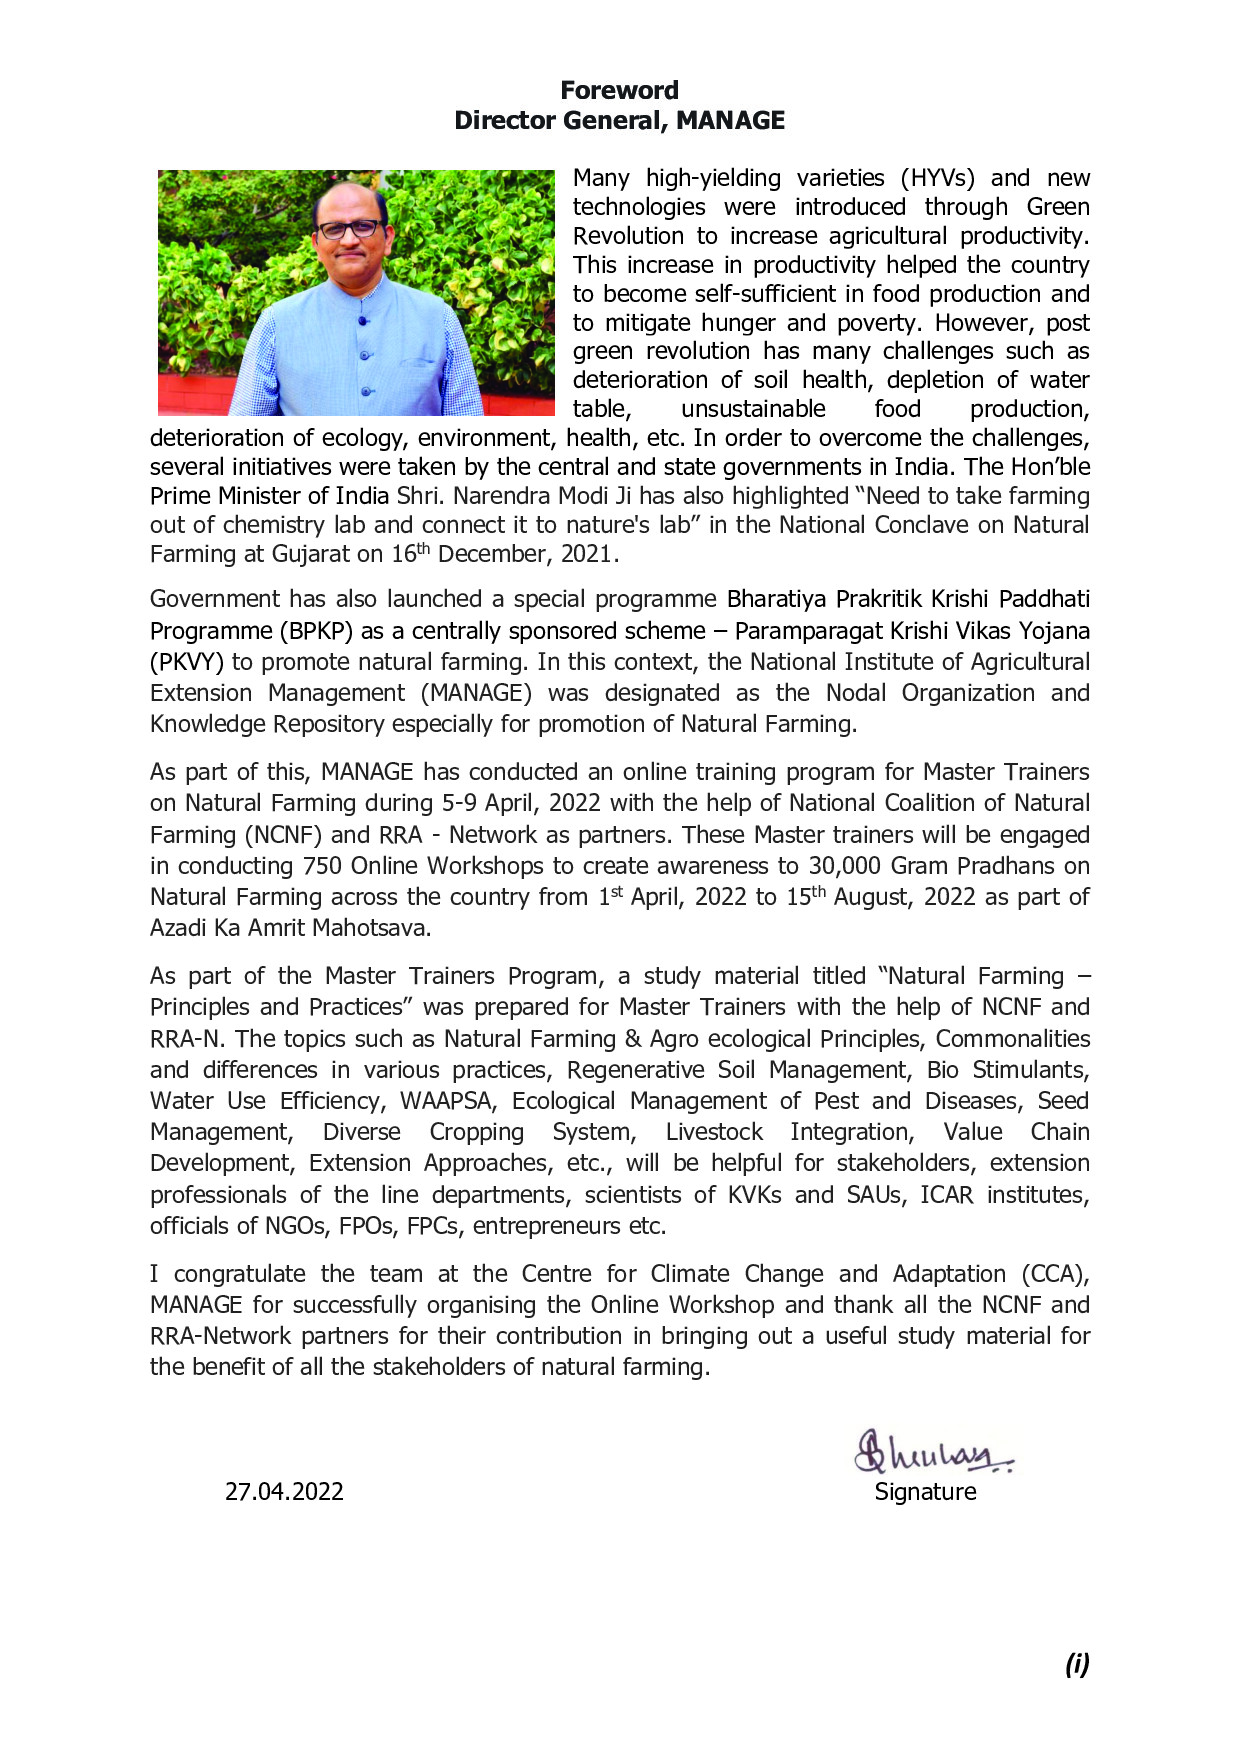 Foreword
Director General, MANAGE
Many high-yielding varieties (HYVs) and new
technologies were introduced through Green
Revolution to increase agricultural productivity.
This increase in productivity helped the country
to become self-sufficient in food production and
to mitigate hunger and poverty. However, post
green revolution has many challenges such as
deterioration of soil health, depletion of water
table, unsustainable food production,
deterioration of ecology, environment, health, etc. In order to overcome the challenges,
several initiatives were taken by the central and state governments in India. The Hon’ble
Prime Minister of India Shri. Narendra Modi Ji has also highlighted “Need to take farming
out of chemistry lab and connect it to nature's lab” in the National Conclave on Natural
Farming at Gujarat on 16th December, 2021.
Government has also launched a special programme Bharatiya Prakritik Krishi Paddhati
Programme (BPKP) as a centrally sponsored scheme – Paramparagat Krishi Vikas Yojana
(PKVY) to promote natural farming. In this context, the National Institute of Agricultural
Extension Management (MANAGE) was designated as the Nodal Organization and
Knowledge Repository especially for promotion of Natural Farming.
As part of this, MANAGE has conducted an online training program for Master Trainers
on Natural Farming during 5-9 April, 2022 with the help of National Coalition of Natural
Farming (NCNF) and RRA - Network as partners. These Master trainers will be engaged
in conducting 750 Online Workshops to create awareness to 30,000 Gram Pradhans on
Natural Farming across the country from 1st April, 2022 to 15th August, 2022 as part of
Azadi Ka Amrit Mahotsava.
As part of the Master Trainers Program, a study material titled “Natural Farming –
Principles and Practices” was prepared for Master Trainers with the help of NCNF and
RRA-N. The topics such as Natural Farming & Agro ecological Principles, Commonalities
and differences in various practices, Regenerative Soil Management, Bio Stimulants,
Water Use Efficiency, WAAPSA, Ecological Management of Pest and Diseases, Seed
Management, Diverse Cropping System, Livestock Integration, Value Chain
Development, Extension Approaches, etc., will be helpful for stakeholders, extension
professionals of the line departments, scientists of KVKs and SAUs, ICAR institutes,
officials of NGOs, FPOs, FPCs, entrepreneurs etc.
I congratulate the team at the Centre for Climate Change and Adaptation (CCA),
MANAGE for successfully organising the Online Workshop and thank all the NCNF and
RRA-Network partners for their contribution in bringing out a useful study material for
the benefit of all the stakeholders of natural farming.
27.04.2022 Signature
(i)